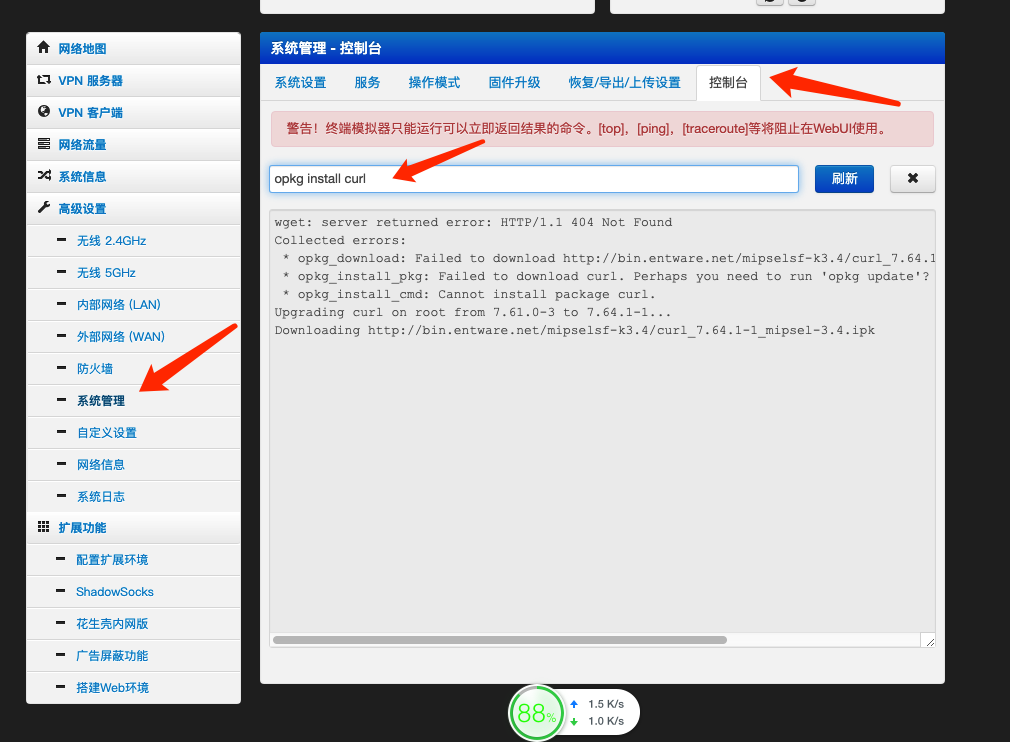 网络地图
VPN 服务器
VPN 客户端
网络流量
系统信息
高级设置
无线 2.4GHz
无线 5GHz
内部网络 (LAN)
外部网络 (WAN)
防火墙
系统管理
自定义设置
网络信息
系统日志
扩展功能
配置扩展环境
ShadowSocks
花生壳内网版
广告屏蔽功能
搭建Web环境
系统管理 - 控制台
系统设置 服务 操作模式 固件升级 恢复/导出/上传设置 控制台
警告！终端模拟器只能运行可以立即返回结果的命令。[top]，[ping]，[traceroute]等将阻止在WebUI使用。
opkg install curl 刷新
wget: server returned error: HTTP/1.1 404 Not Found
Collected errors:
* opkg_download: Failed to download http://bin.entware.net/mipselsf-k3.4/curl_7.64.1
* opkg_install_pkg: Failed to download curl. Perhaps you need to run 'opkg update'?
* opkg_install_cmd: Cannot install package curl.
Upgrading curl on root from 7.61.0-3 to 7.64.1-1...
Downloading http://bin.entware.net/mipselsf-k3.4/curl_7.64.1-1_mipsel-3.4.ipk
88%
1.5 K/s
1.0 K/s